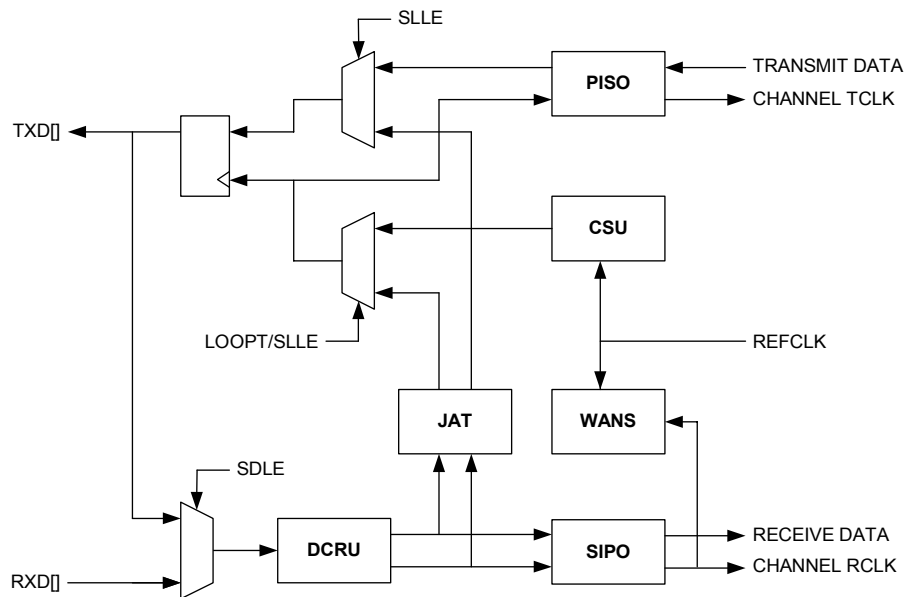 SLLE
PISO
TRANSMIT DATA
CHANNEL TCLK
TXD[]
CSU
LOOPT/SLLE
REFCLK
JAT
WANS
SDLE
DCRU
SIPO
RECEIVE DATA
CHANNEL RCLK
RXD[]